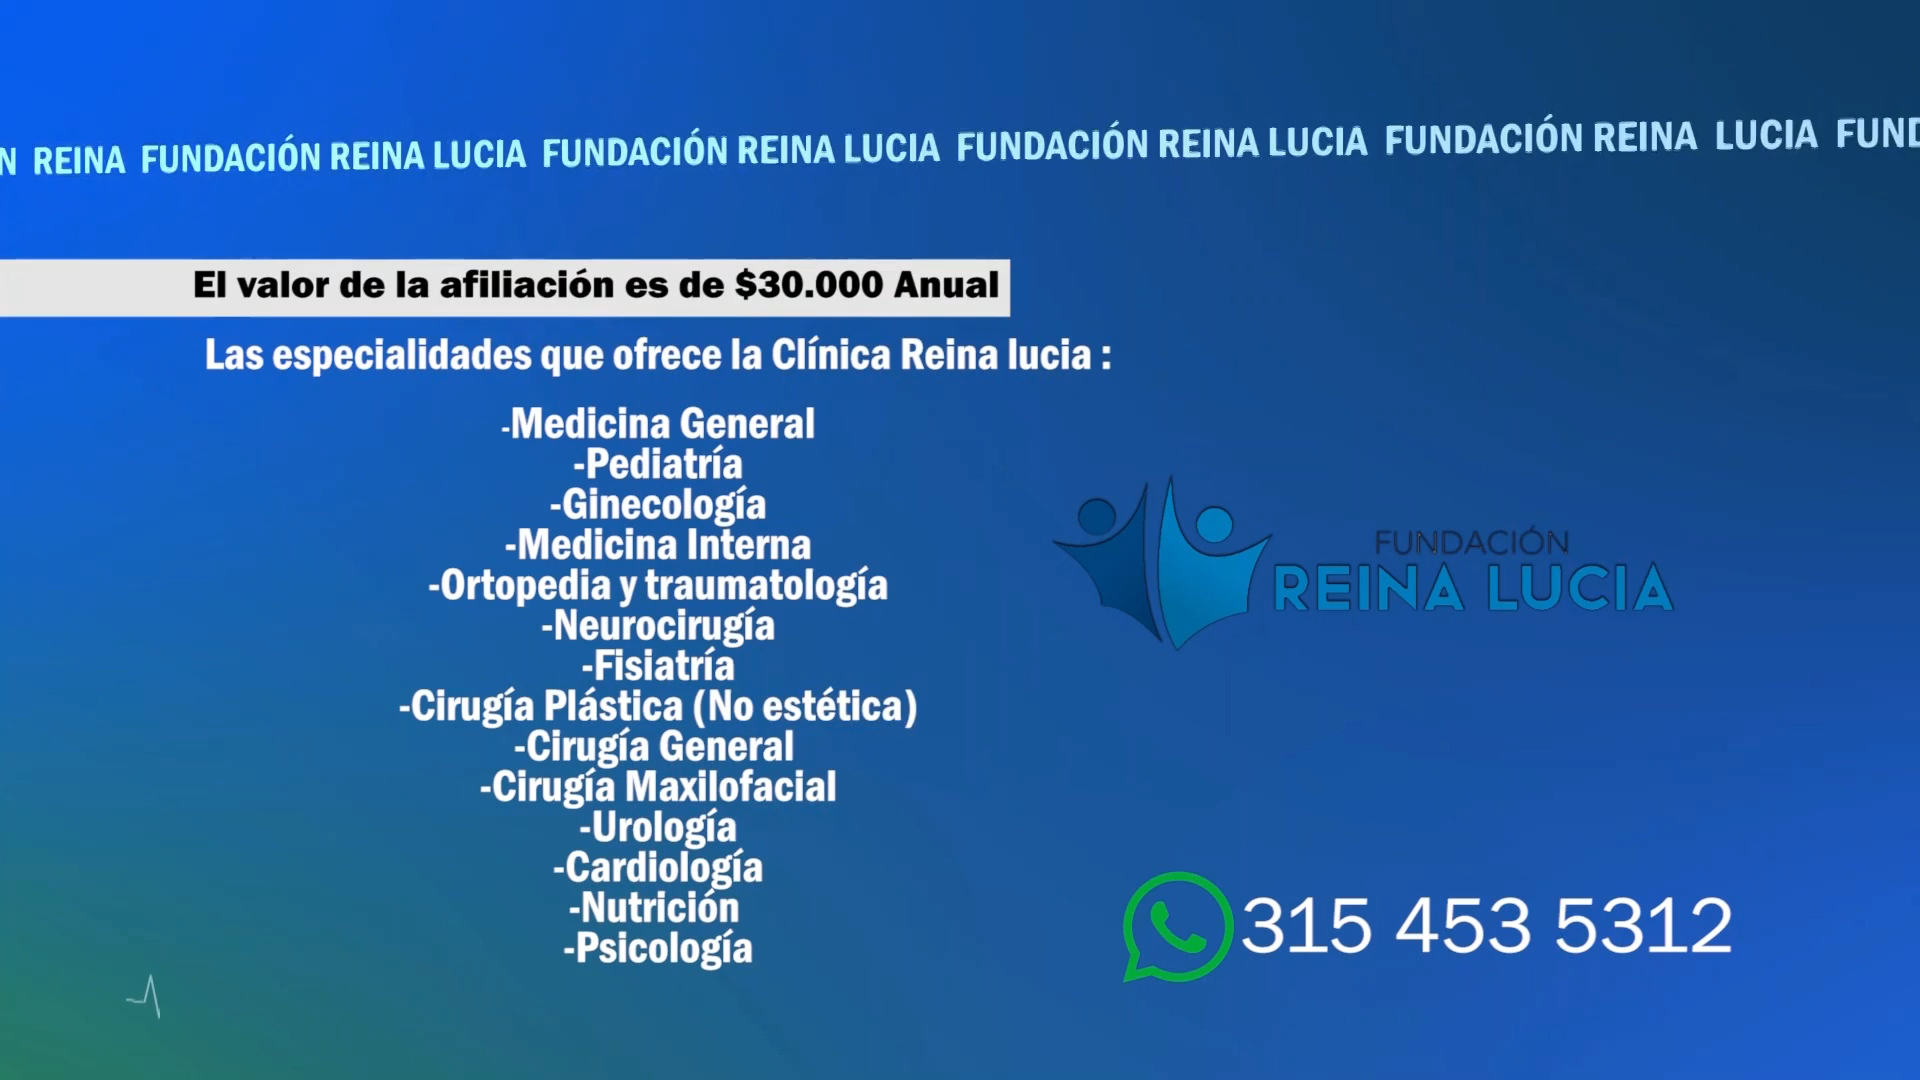 N REINA FUNDACIÓN REINA LUCIA FUNDACIÓN REINA LUCIA FUNDACIÓN REINA LUCIA FUNDACIÓN REINA LUCIA FUND
El valor de la afiliación es de $30.000 Anual
Las especialidades que ofrece la Clínica Reina lucia :
-Medicina General
-Pediatría
-Ginecología
-Medicina Interna
-Ortopedia y traumatología
-Neurocirugía
-Fisiatría
-Cirugía Plástica (No estética)
-Cirugía General
-Cirugía Maxilofacial
-Urología
-Cardiología
-Nutrición
-Psicología
FUNDACIÓN
REINA LUCIA
315 453 5312